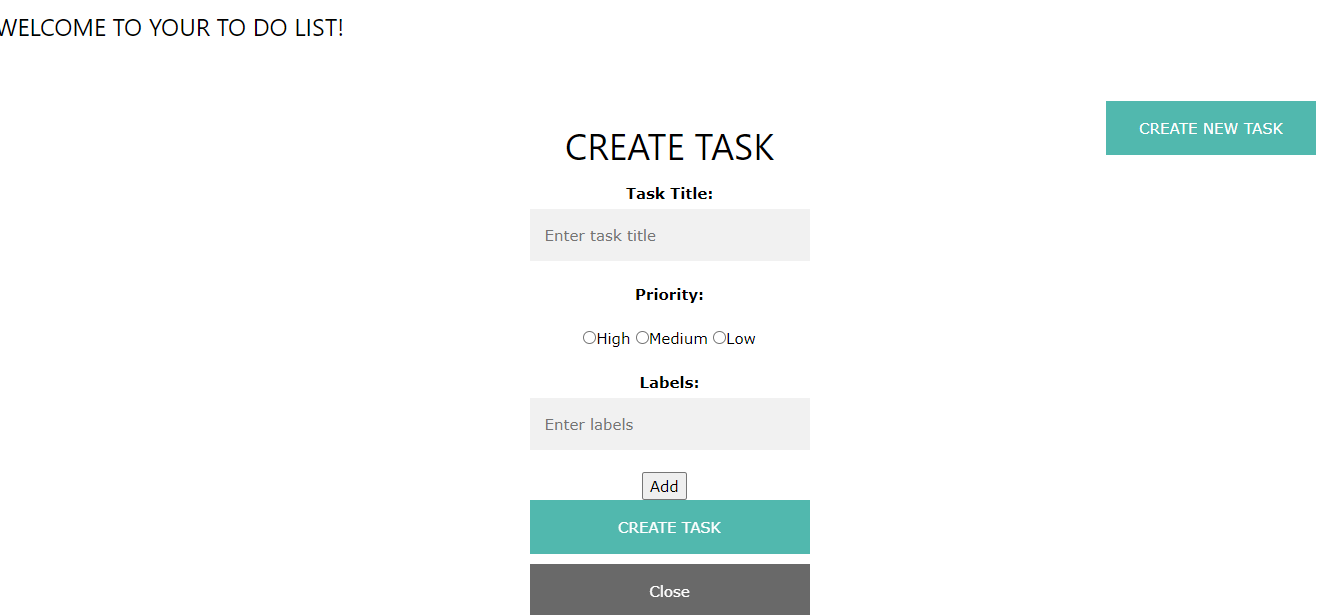 WELCOME TO YOUR TO DO LIST!
CREATE NEW TASK
CREATE TASK
Task Title:
Enter task title
Priority:
High Medium Low
Labels:
Enter labels
Add
CREATE TASK
Close